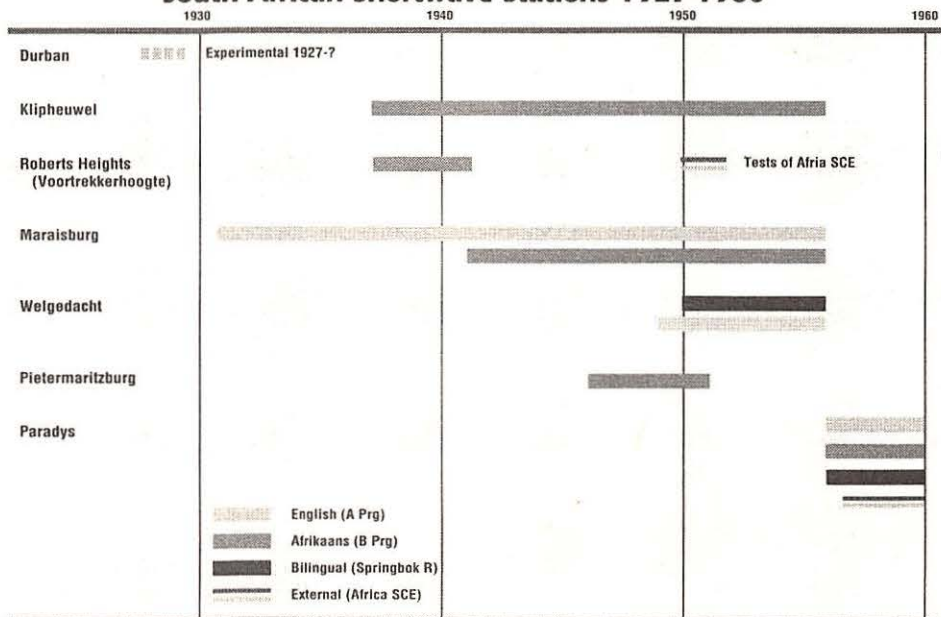 South African Shortwave Stations 1927-1960
1930 1940 1950 1960
Durban Experimental 1927-?
Klipheuwel
Roberts Heights Tests of Afria SCE
(Voortrekkerhoogte)
Maraisburg
Welgedacht
Pietermaritzburg
Paradys
English (A Prg)
Afrikaans (B Prg)
Bilingual (Springbok R)
External (Africa SCE)